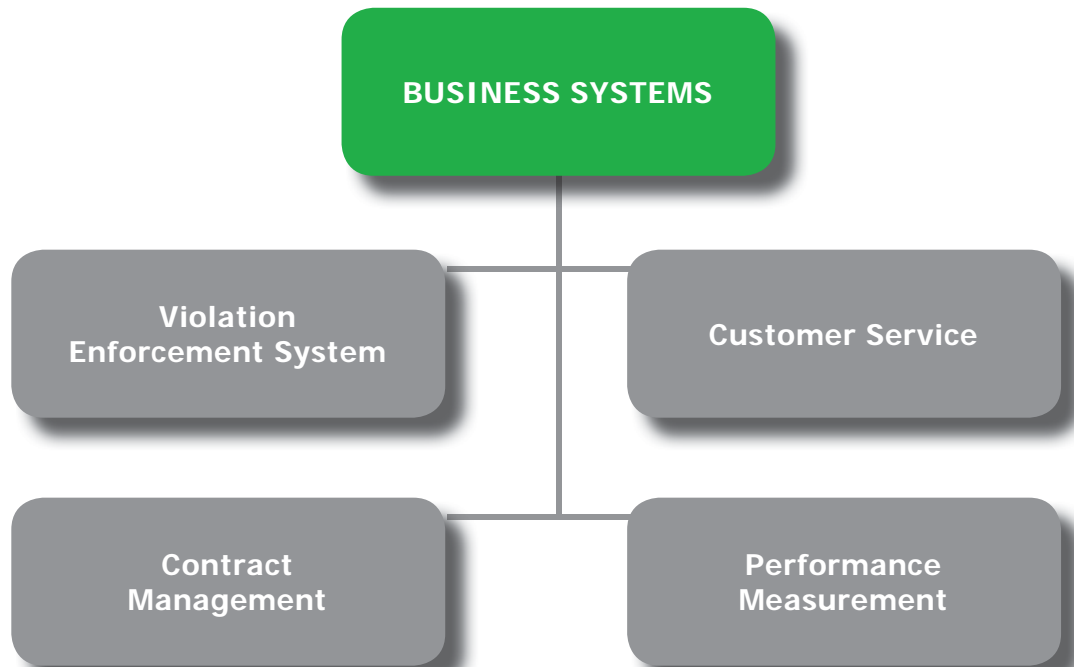 BUSINESS SYSTEMS
Violation
Enforcement System
Customer Service
Contract
Management
Performance
Measurement